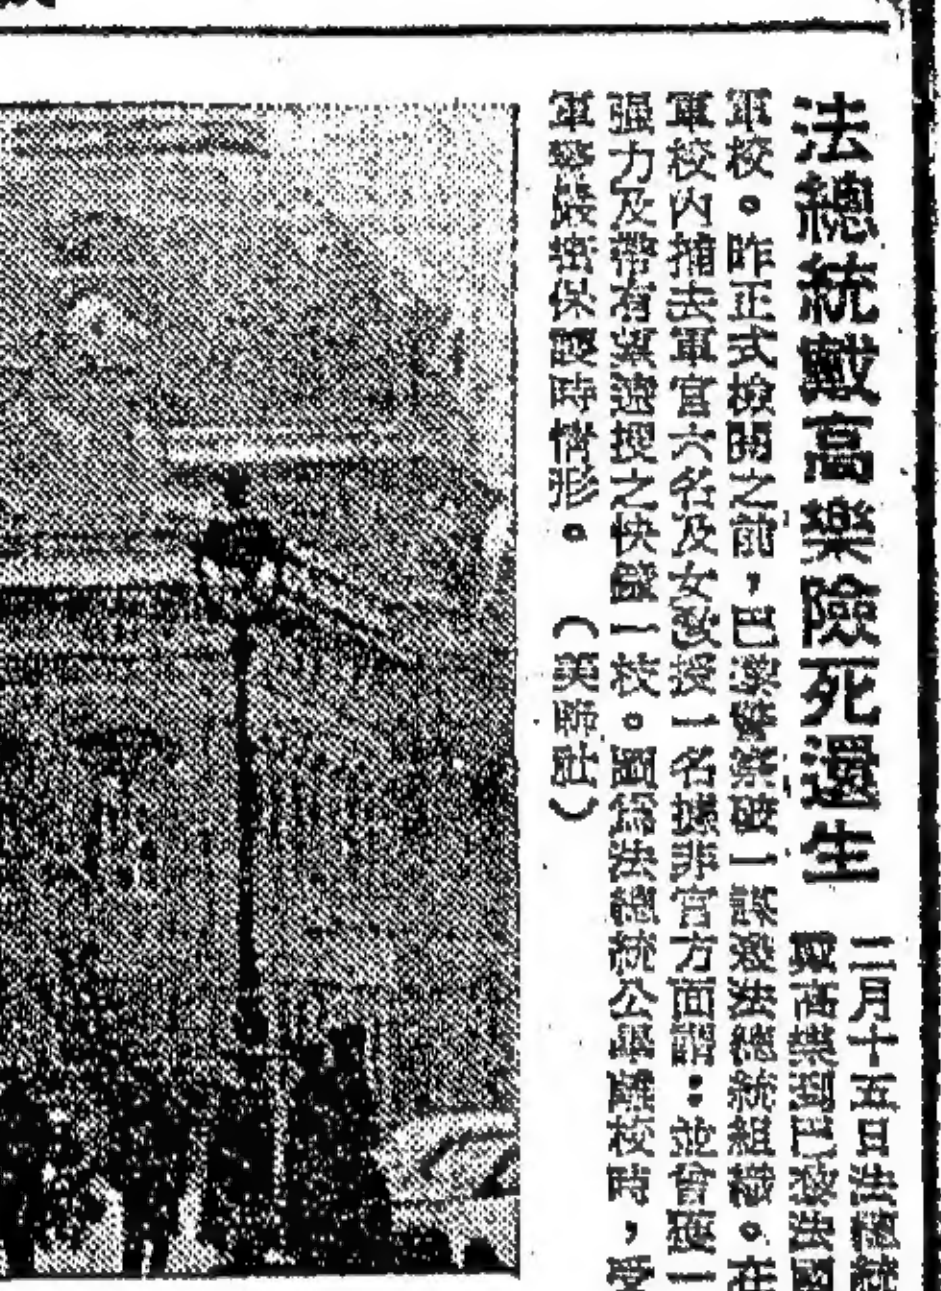 法總統戴高樂險死還生
二月十五日法總統
戴高樂到巴黎法國
軍校。昨正式檢閱之前，巴黎警察破一謀殺法總統組織。在
軍校內捕去軍官六名及女教授一名據非官方面謂：並曾獲一
强力及帶有望遠搜之快鎗一枝。圖為法總統公畢離校時，受
軍警嚴密保護時情形。（美聯社）